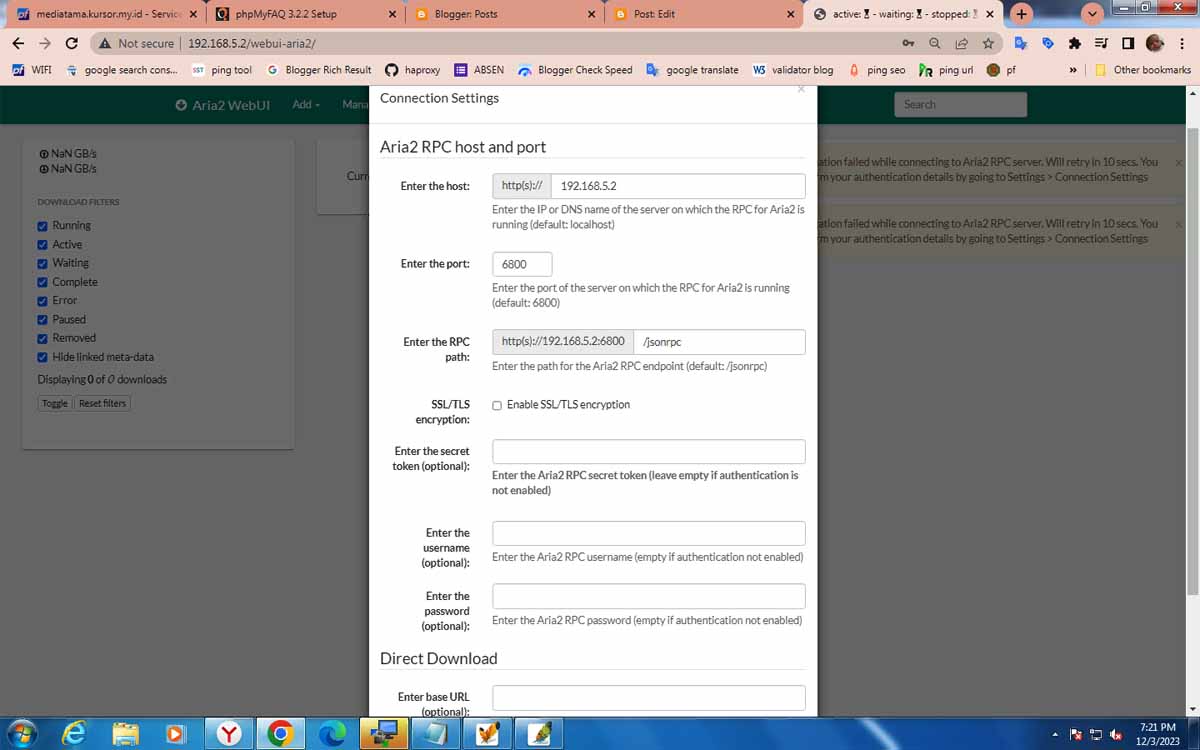 mediatama.kursor.my.id - Service
phpMyFAQ 3.2.2 Setup
Blogger: Posts
Post: Edit
active: - waiting: - stopped:
Not secure
192.168.5.2/webui-aria2/
WIFI
google search cons...
SST ping tool
Blogger Rich Result
haproxy
ABSEN
Blogger Check Speed
google translate
W3 validator blog
ping seo
ping url
pf
»
Other bookmarks
Aria2 WebUI
Add
Mana
Search
NaN GB/s
NaN GB/s
DOWNLOAD FILTERS
Running
Active
Waiting
Complete
Error
Paused
Removed
Hide linked meta-data
Displaying 0 of 0 downloads
Toggle
Reset filters
Curr
Connection Settings
×
Aria2 RPC host and port
Enter the host:
http(s)://
192.168.5.2
Enter the IP or DNS name of the server on which the RPC for Aria2 is
running (default: localhost)
Enter the port:
6800
Enter the port of the server on which the RPC for Aria2 is running
(default: 6800)
Enter the RPC
path:
http(s)://192.168.5.2:6800
/jsonrpc
Enter the path for the Aria2 RPC endpoint (default: /jsonrpc)
SSL/TLS
encryption:
Enable SSL/TLS encryption
Enter the secret
token (optional):
Enter the Aria2 RPC secret token (leave empty if authentication is
not enabled)
Enter the
username
(optional):
Enter the Aria2 RPC username (empty if authentication not enabled)
Enter the
password
(optional):
Enter the Aria2 RPC password (empty if authentication not enabled)
Direct Download
Enter base URL
(optional):
ation failed while connecting to Aria2 RPC server. Will retry in 10 secs. You
m your authentication details by going to Settings > Connection Settings
ation failed while connecting to Aria2 RPC server. Will retry in 10 secs. You
m your authentication details by going to Settings > Connection Settings
7:21 PM
12/3/2023